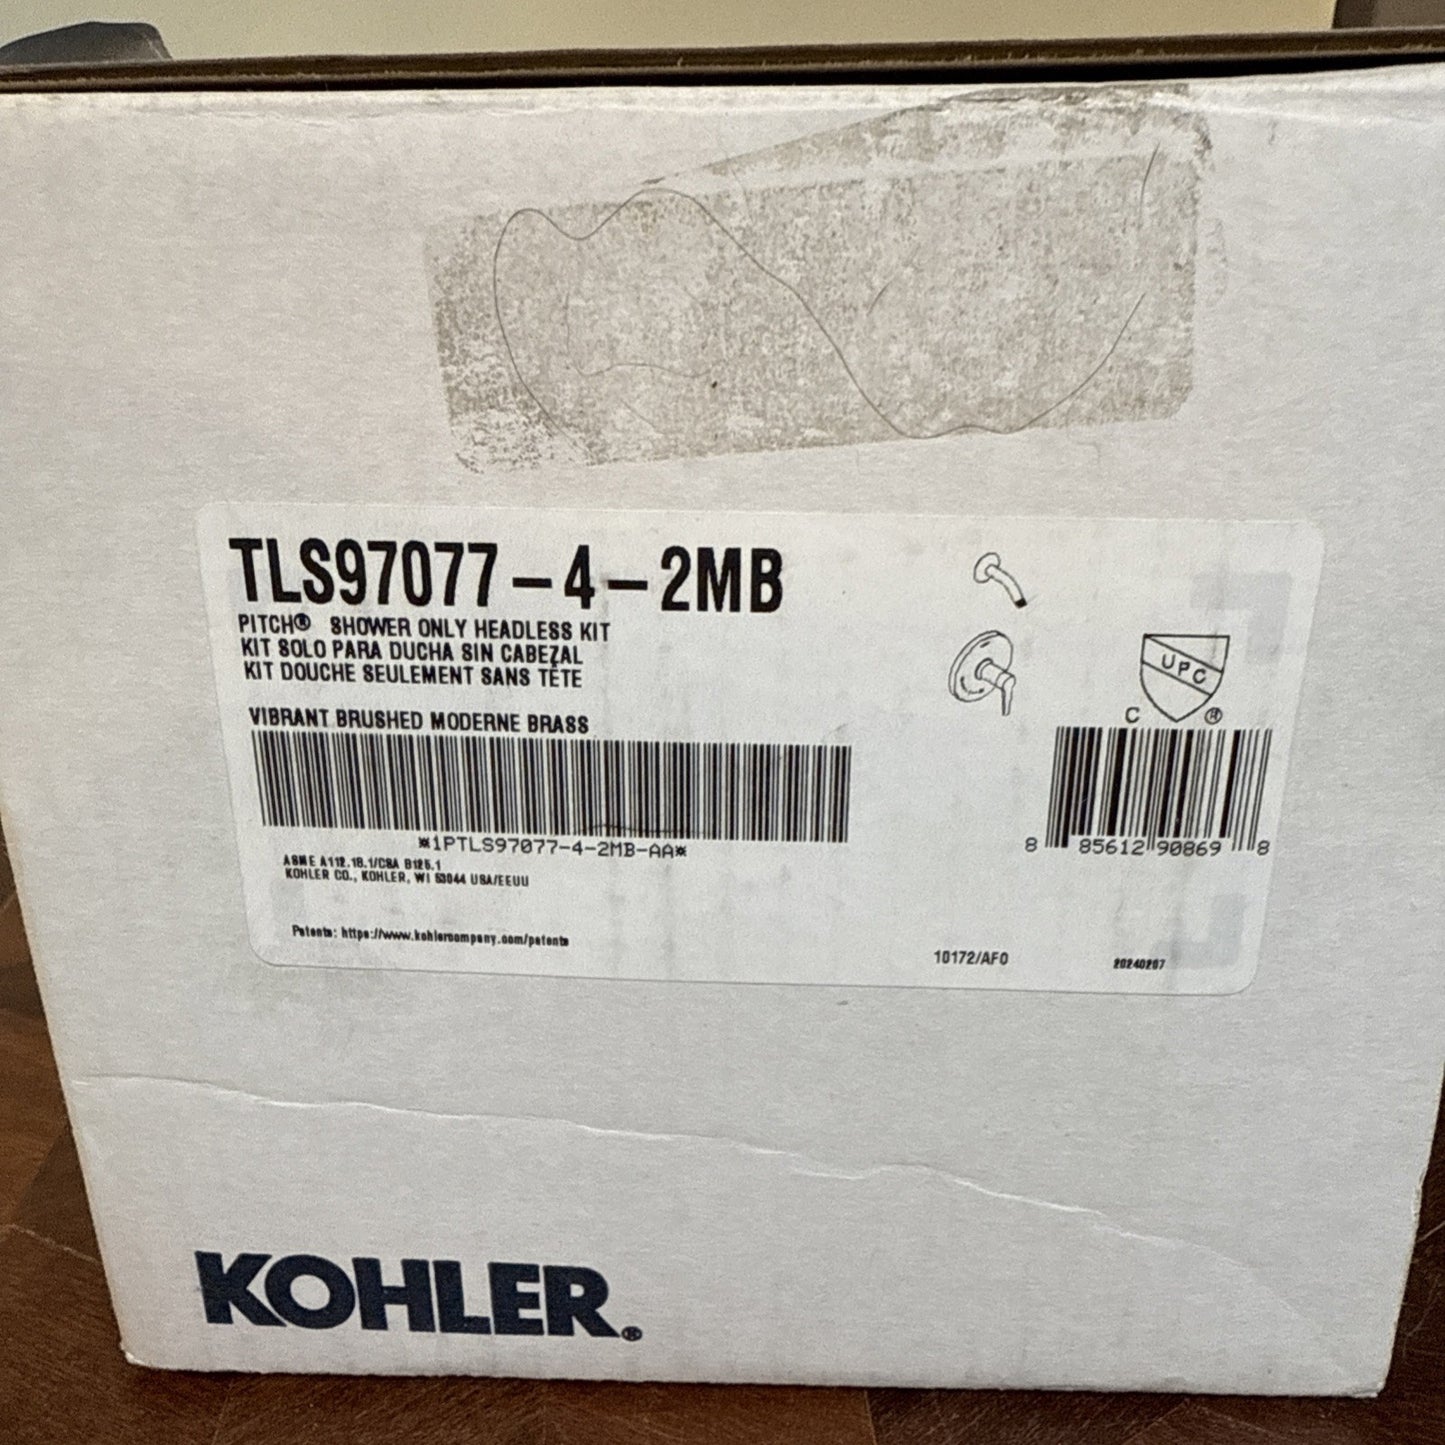 TLS97077-4-2MB
PITCH® SHOWER ONLY HEADLESS KIT
KIT SOLO PARA DUCHA SIN CABEZAL
KIT DOUCHE SEULEMENT SANS TÊTE
VIBRANT BRUSHED MODERNE BRASS
*1PTLS97077-4-2MB-AA*
ASME A112.18.1/CSA B125.1
KOHLER CO., KOHLER, WI 53044 USA/EEUU
Patents: https://www.kohlercompany.com/patents
UPC
C ®
8 85612 90869 8
10172/AF0
20240207
KOHLER®